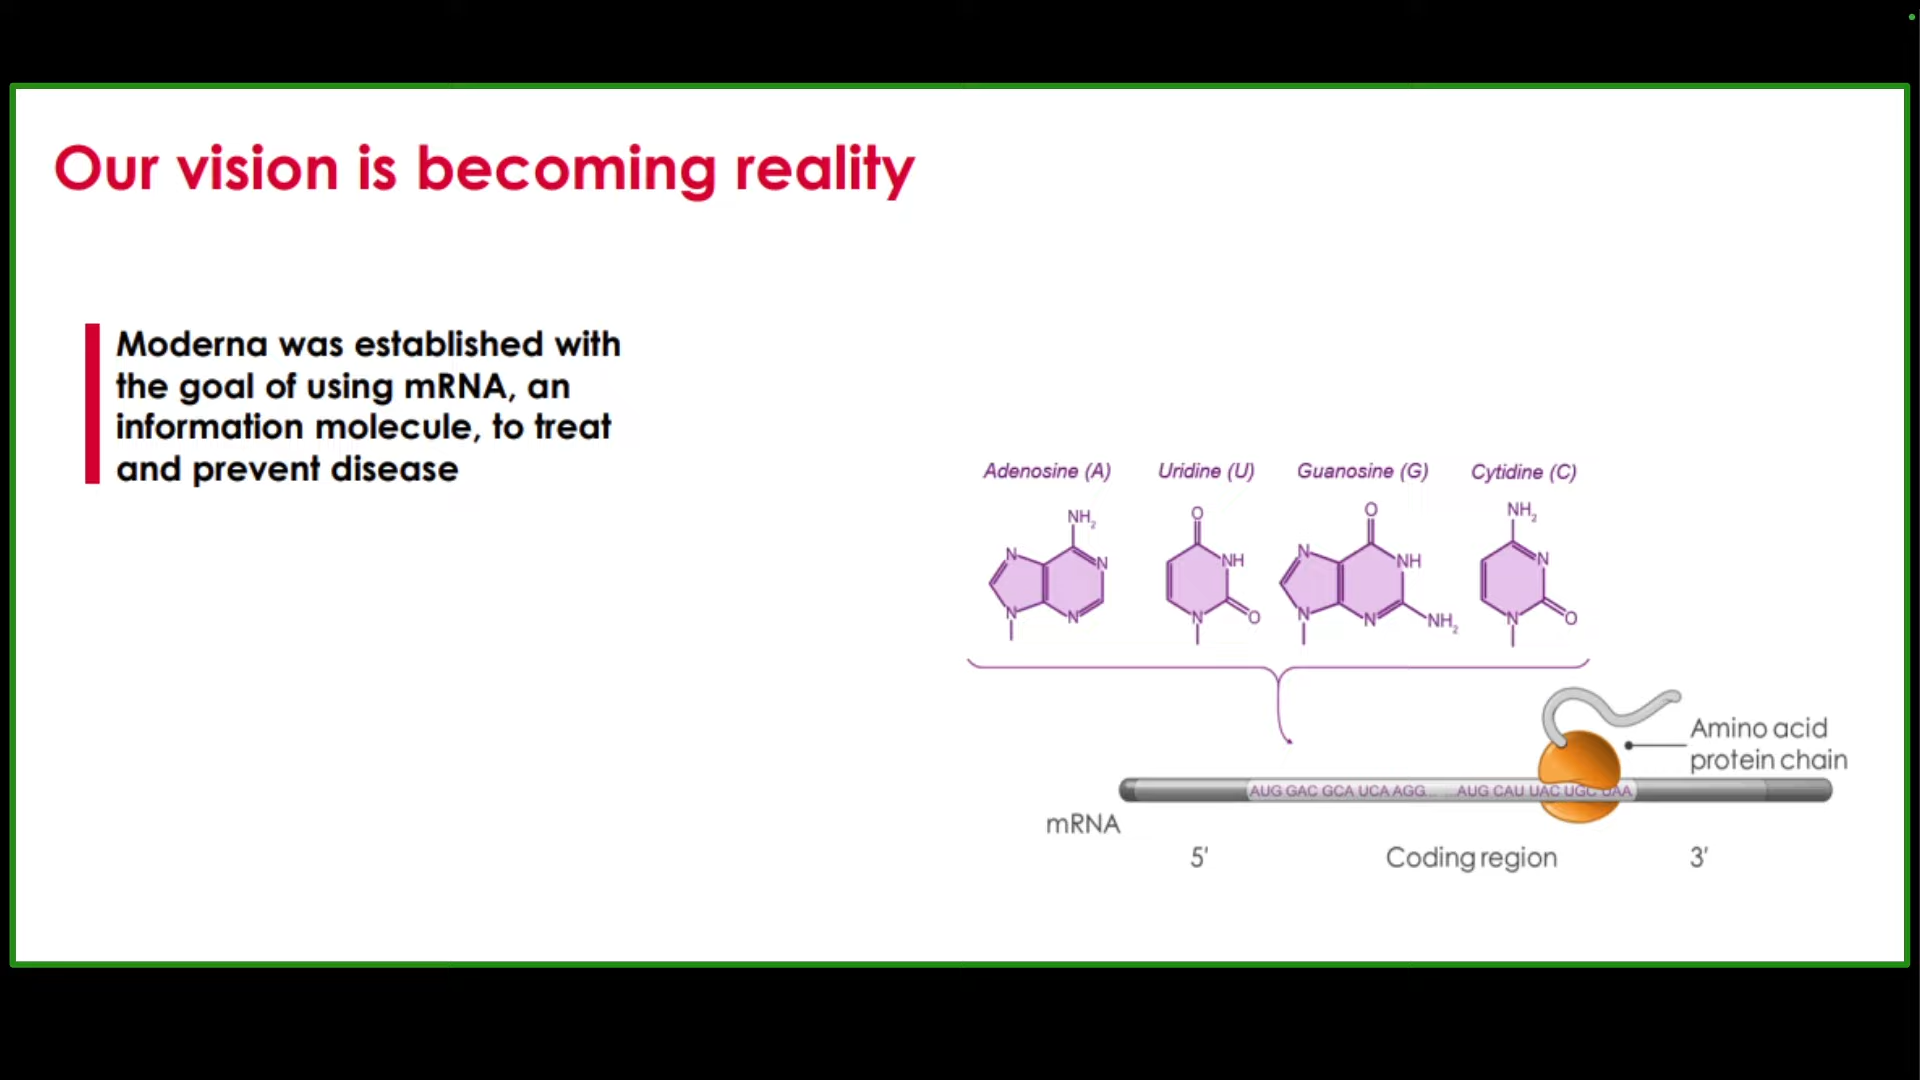 Our vision is becoming reality
Moderna was established with
the goal of using mRNA, an
information molecule, to treat
and prevent disease
Adenosine (A) Uridine (U) Guanosine (G) Cytidine (C)
NH2 O O NH2
N N NH N NH N
N N N O N N NH2 N O
Amino acid
protein chain
AUG GAC GCA UCA AGG... ...AUG CAU UAC UGC UAA
mRNA
5' Coding region 3'